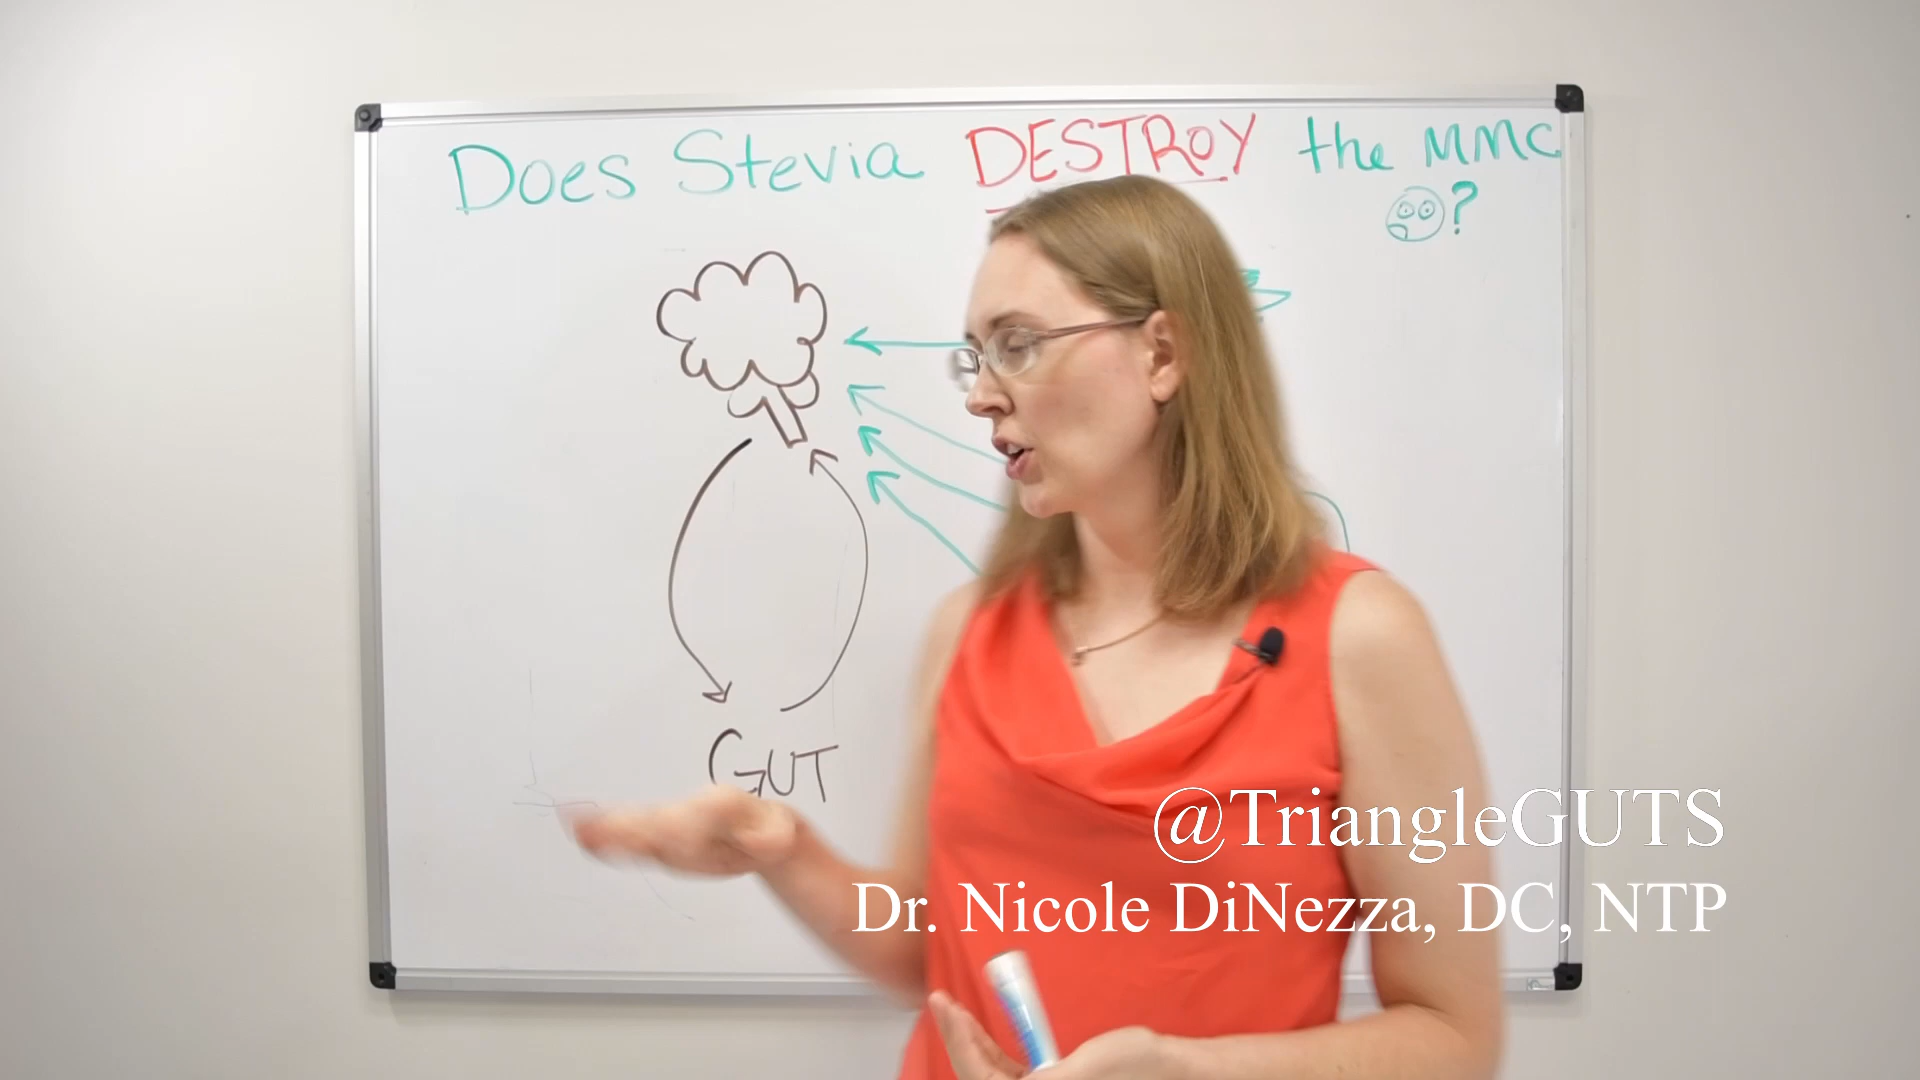 Does Stevia DESTROY the MMC
?
GUT
@TriangleGUTS
Dr. Nicole DiNezza, DC, NTP